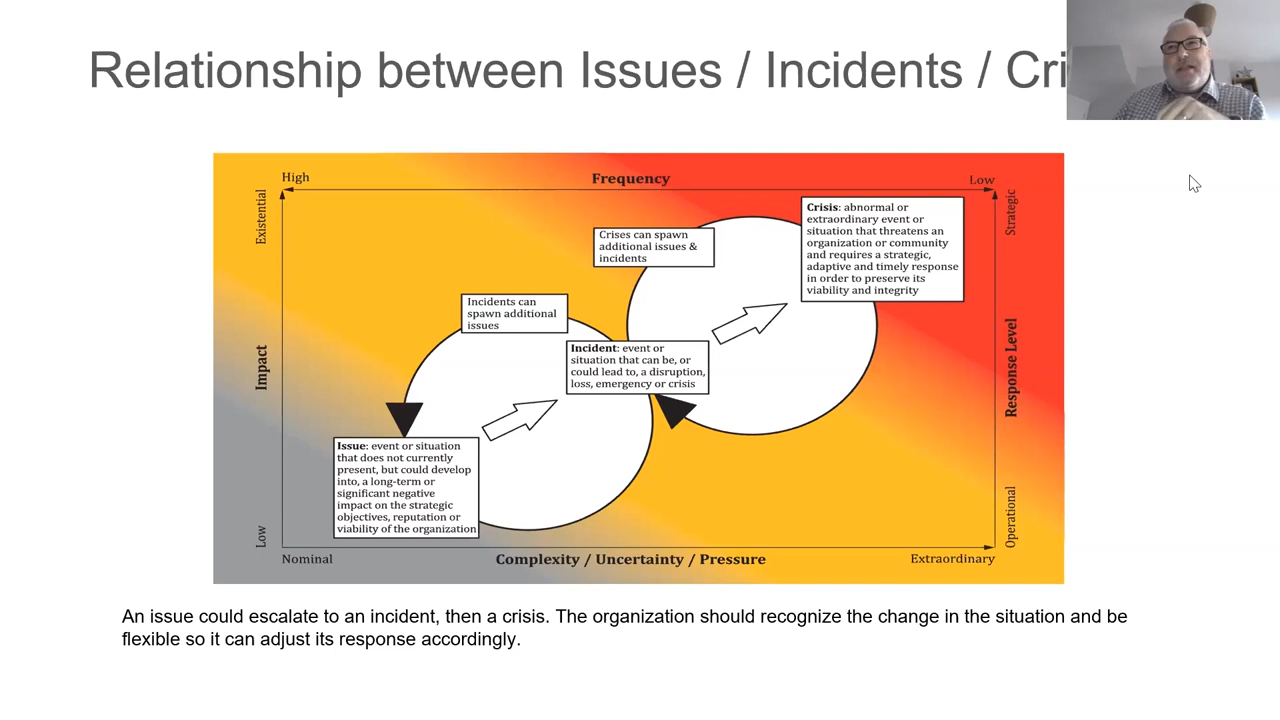 Relationship between Issues / Incidents / Cri
High
Frequency
Low
Existential
Impact
Low
Strategic
Response Level
Operational
Crisis: abnormal or
extraordinary event or
situation that threatens an
organization or community
and requires a strategic,
adaptive and timely response
in order to preserve its
viability and integrity
Crises can spawn
additional issues &
incidents
Incidents can
spawn additional
issues
Incident: event or
situation that can be, or
could lead to, a disruption,
loss, emergency or crisis
Issue: event or situation
that does not currently
present, but could develop
into, a long-term or
significant negative
impact on the strategic
objectives, reputation or
viability of the organization
Nominal
Complexity / Uncertainty / Pressure
Extraordinary
An issue could escalate to an incident, then a crisis. The organization should recognize the change in the situation and be
flexible so it can adjust its response accordingly.